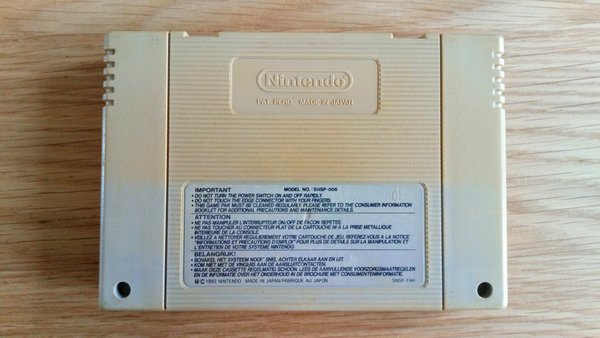 Nintendo
PAT. PEND. MADE IN JAPAN
IMPORTANT MODEL NO. SNSP-006
• DO NOT TURN THE POWER SWITCH ON AND OFF RAPIDLY.
• DO NOT TOUCH THE EDGE CONNECTOR WITH YOUR FINGERS.
• THIS GAME PAK MUST BE CLEANED REGULARLY. PLEASE REFER TO THE CONSUMER INFORMATION
BOOKLET FOR ADDITIONAL PRECAUTIONS AND MAINTENANCE DETAILS.
ATTENTION
• NE PAS MANIPULER L'INTERRUPTEUR ON/OFF DE FACON REPETEE.
• NE PAS TOUCHER AU CONNECTEUR PLAT DE LA CARTOUCHE NI À LA PRISE METALLIQUE
INTERIEURE DE LA CONSOLE.
• VEILLEZ A NETTOYER REGULIEREMENT VOTRE CARTOUCHE DE JEU. REFEREZ-VOUS À LA NOTICE
"INFORMATIONS ET PRECAUTIONS D'EMPLOI" POUR PLUS DE DETAILS SUR LA MANIPULATION ET
L'ENTRETIEN DE VOTRE SYSTEME NINTENDO.
BELANGRIJK!
• SCHAKEL HET SYSTEEM NOOIT SNEL ACHTER ELKAAR AAN EN UIT.
• KOM NIET MET DE VINGERS AAN DE AANSLUITCONTACTEN.
• MAAK DEZE CASSETTE REGELMATIG SCHOON. LEES DE AANVULLENDE VOORZORGSMAATREGELEN
EN DE INFORMATIE OVER HET ONDERHOUD IN DE BROCHURE MET CONSUMENTENINFORMATIE.
©1992 NINTENDO MADE IN JAPAN/FABRIQUE AU JAPON SNSP-FAH